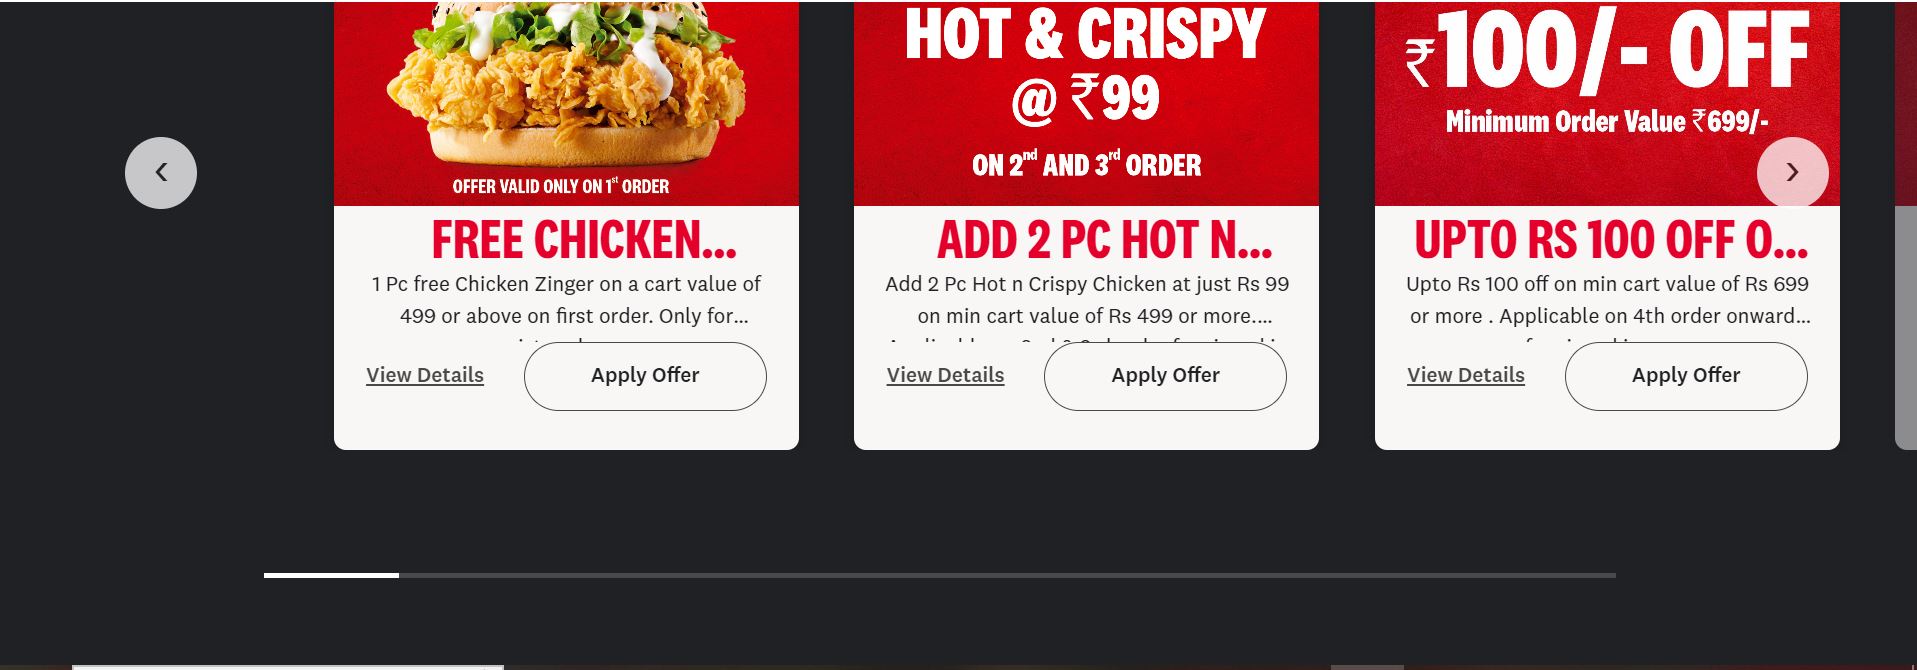 OFFER VALID ONLY ON 1st ORDER
FREE CHICKEN...
1 Pc free Chicken Zinger on a cart value of
499 or above on first order. Only for...
View Details
Apply Offer
HOT & CRISPY
@ ₹99
ON 2nd AND 3rd ORDER
ADD 2 PC HOT N...
Add 2 Pc Hot n Crispy Chicken at just Rs 99
on min cart value of Rs 499 or more....
View Details
Apply Offer
₹100/- OFF
Minimum Order Value ₹699/-
UPTO RS 100 OFF O...
Upto Rs 100 off on min cart value of Rs 699
or more . Applicable on 4th order onward...
View Details
Apply Offer